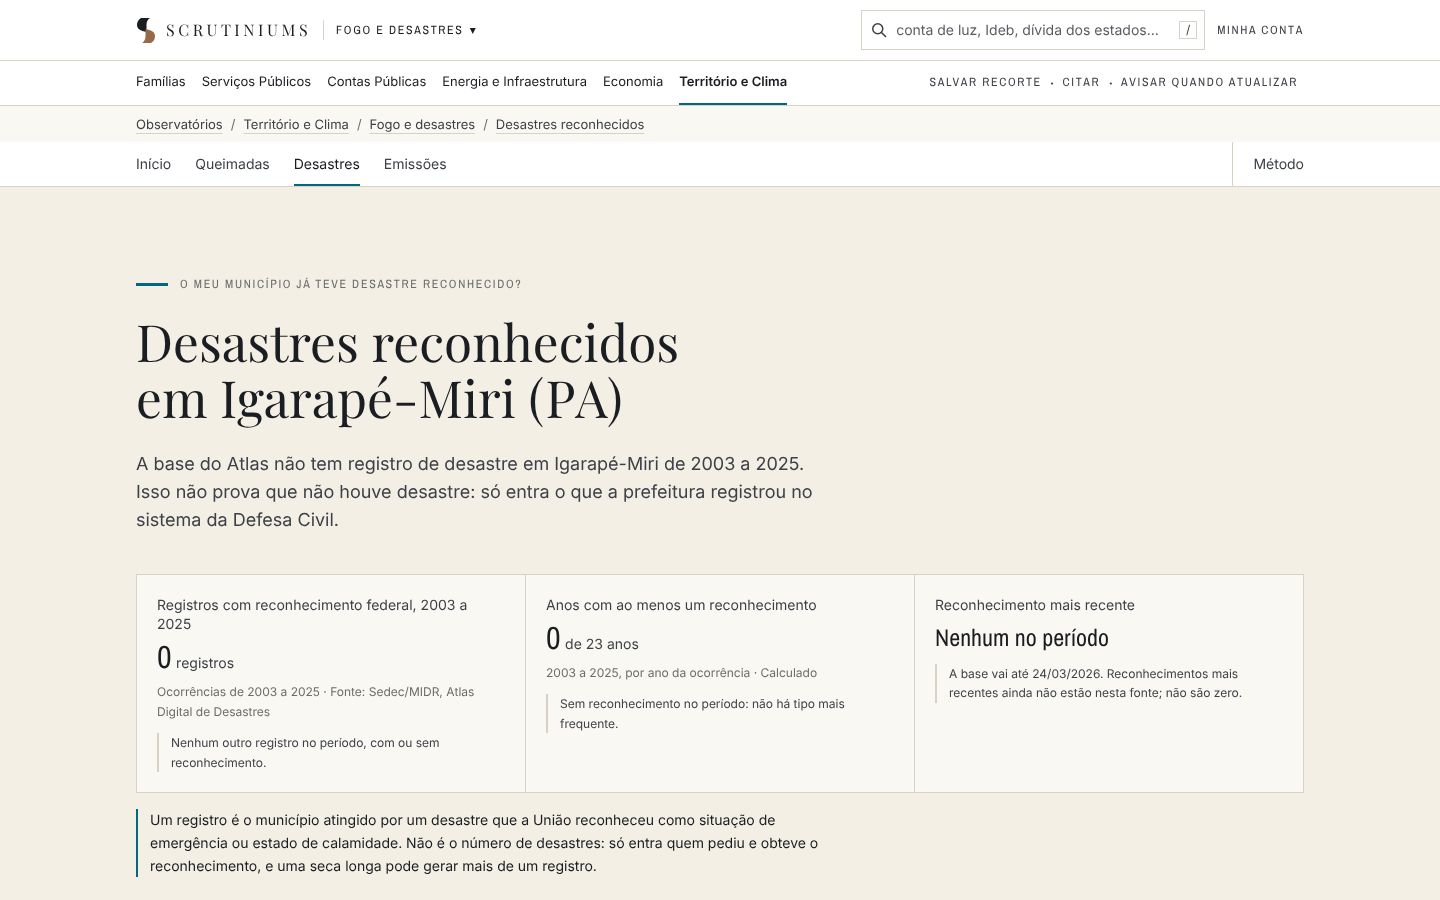 SCRUTINIUMS
FOGO E DESASTRES ▼
conta de luz, Ideb, dívida dos estados...
/
MINHA CONTA
Famílias
Serviços Públicos
Contas Públicas
Energia e Infraestrutura
Economia
Território e Clima
SALVAR RECORTE · CITAR · AVISAR QUANDO ATUALIZAR
Observatórios / Território e Clima / Fogo e desastres / Desastres reconhecidos
Início
Queimadas
Desastres
Emissões
Método
O MEU MUNICÍPIO JÁ TEVE DESASTRE RECONHECIDO?
Desastres reconhecidos
em Igarapé-Miri (PA)
A base do Atlas não tem registro de desastre em Igarapé-Miri de 2003 a 2025.
Isso não prova que não houve desastre: só entra o que a prefeitura registrou no
sistema da Defesa Civil.
Registros com reconhecimento federal, 2003 a
2025
0 registros
Ocorrências de 2003 a 2025 · Fonte: Sedec/MIDR, Atlas
Digital de Desastres
Nenhum outro registro no período, com ou sem
reconhecimento.
Anos com ao menos um reconhecimento
0 de 23 anos
2003 a 2025, por ano da ocorrência · Calculado
Sem reconhecimento no período: não há tipo mais
frequente.
Reconhecimento mais recente
Nenhum no período
A base vai até 24/03/2026. Reconhecimentos mais
recentes ainda não estão nesta fonte; não são zero.
Um registro é o município atingido por um desastre que a União reconheceu como situação de
emergência ou estado de calamidade. Não é o número de desastres: só entra quem pediu e obteve o
reconhecimento, e uma seca longa pode gerar mais de um registro.